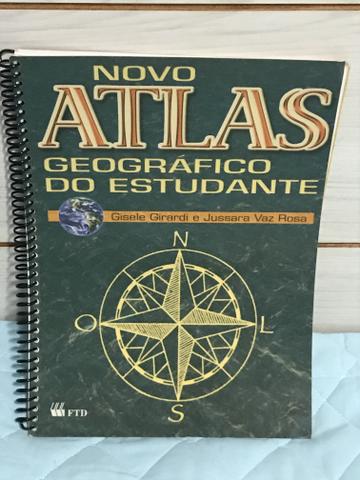 NOVO
ATLAS
GEOGRÁFICO
DO ESTUDANTE
Gisele Girardi e Jussara Vaz Rosa
N
O L
S
FTD